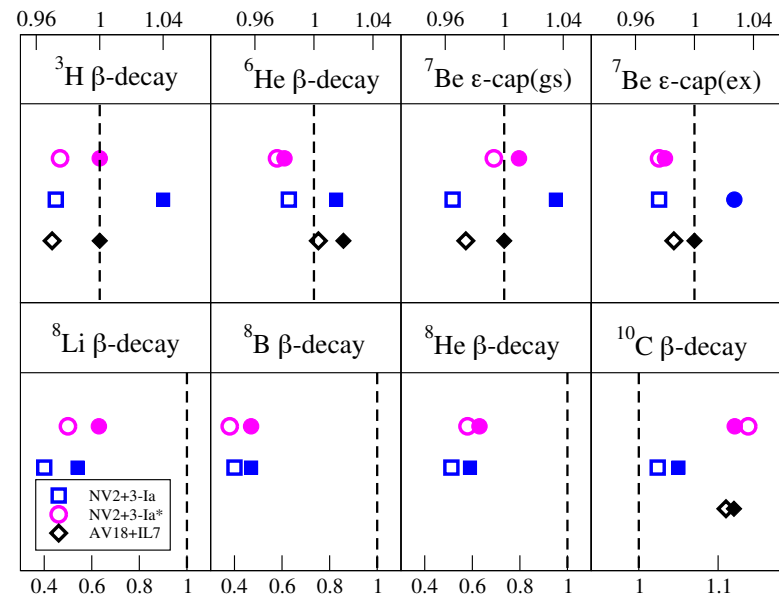 0.96 1 1.04 0.96 1 1.04 0.96 1 1.04 0.96 1 1.04
³H β-decay ⁶He β-decay ⁷Be ε-cap(gs) ⁷Be ε-cap(ex)
⁸Li β-decay ⁸B β-decay ⁸He β-decay ¹⁰C β-decay
NV2+3-Ia
NV2+3-Ia*
AV18+IL7
0.4 0.6 0.8 1 0.4 0.6 0.8 1 0.4 0.6 0.8 1 1 1.1